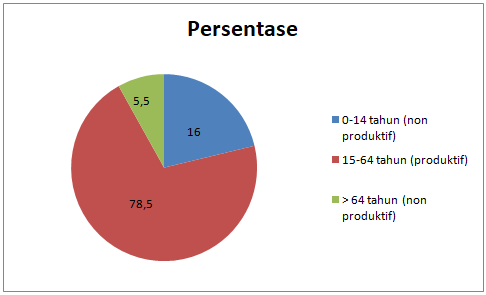 Persentase
5,5
16
78,5
0-14 tahun (non
produktif)
15-64 tahun (produktif)
> 64 tahun (non
produktif)